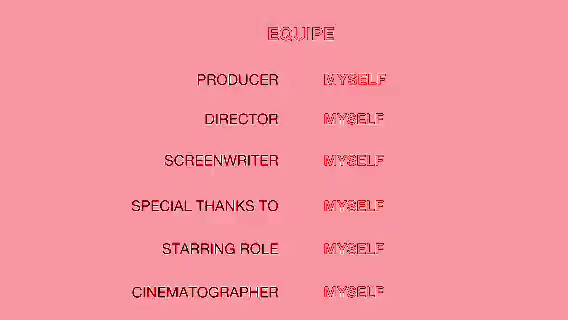 EQUIPE
PRODUCER MYSELF
DIRECTOR MYSELF
SCREENWRITER MYSELF
SPECIAL THANKS TO MYSELF
STARRING ROLE MYSELF
CINEMATOGRAPHER MYSELF